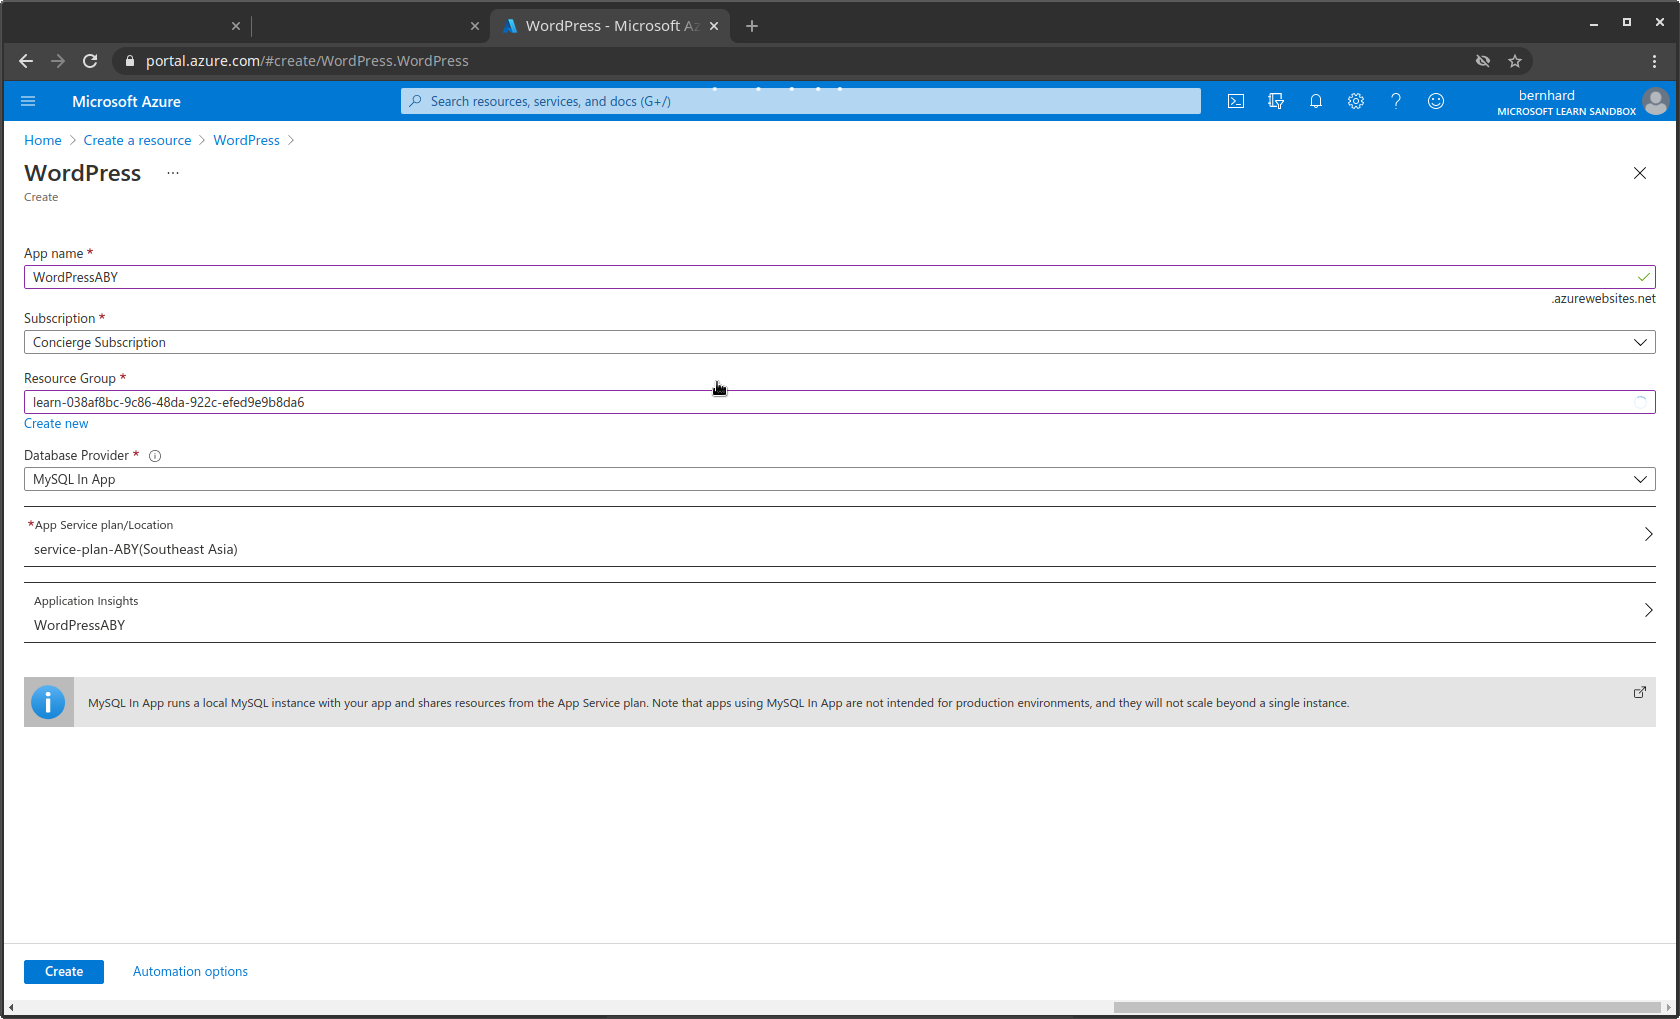 WordPress - Microsoft Az
portal.azure.com/#create/WordPress.WordPress
Microsoft Azure
Search resources, services, and docs (G+/)
bernhard
MICROSOFT LEARN SANDBOX
Home > Create a resource > WordPress >
WordPress ...
Create
App name *
WordPressABY
.azurewebsites.net
Subscription *
Concierge Subscription
Resource Group *
learn-038af8bc-9c86-48da-922c-efed9e9b8da6
Create new
Database Provider *
MySQL In App
*App Service plan/Location
service-plan-ABY(Southeast Asia)
Application Insights
WordPressABY
MySQL In App runs a local MySQL instance with your app and shares resources from the App Service plan. Note that apps using MySQL In App are not intended for production environments, and they will not scale beyond a single instance.
Create
Automation options